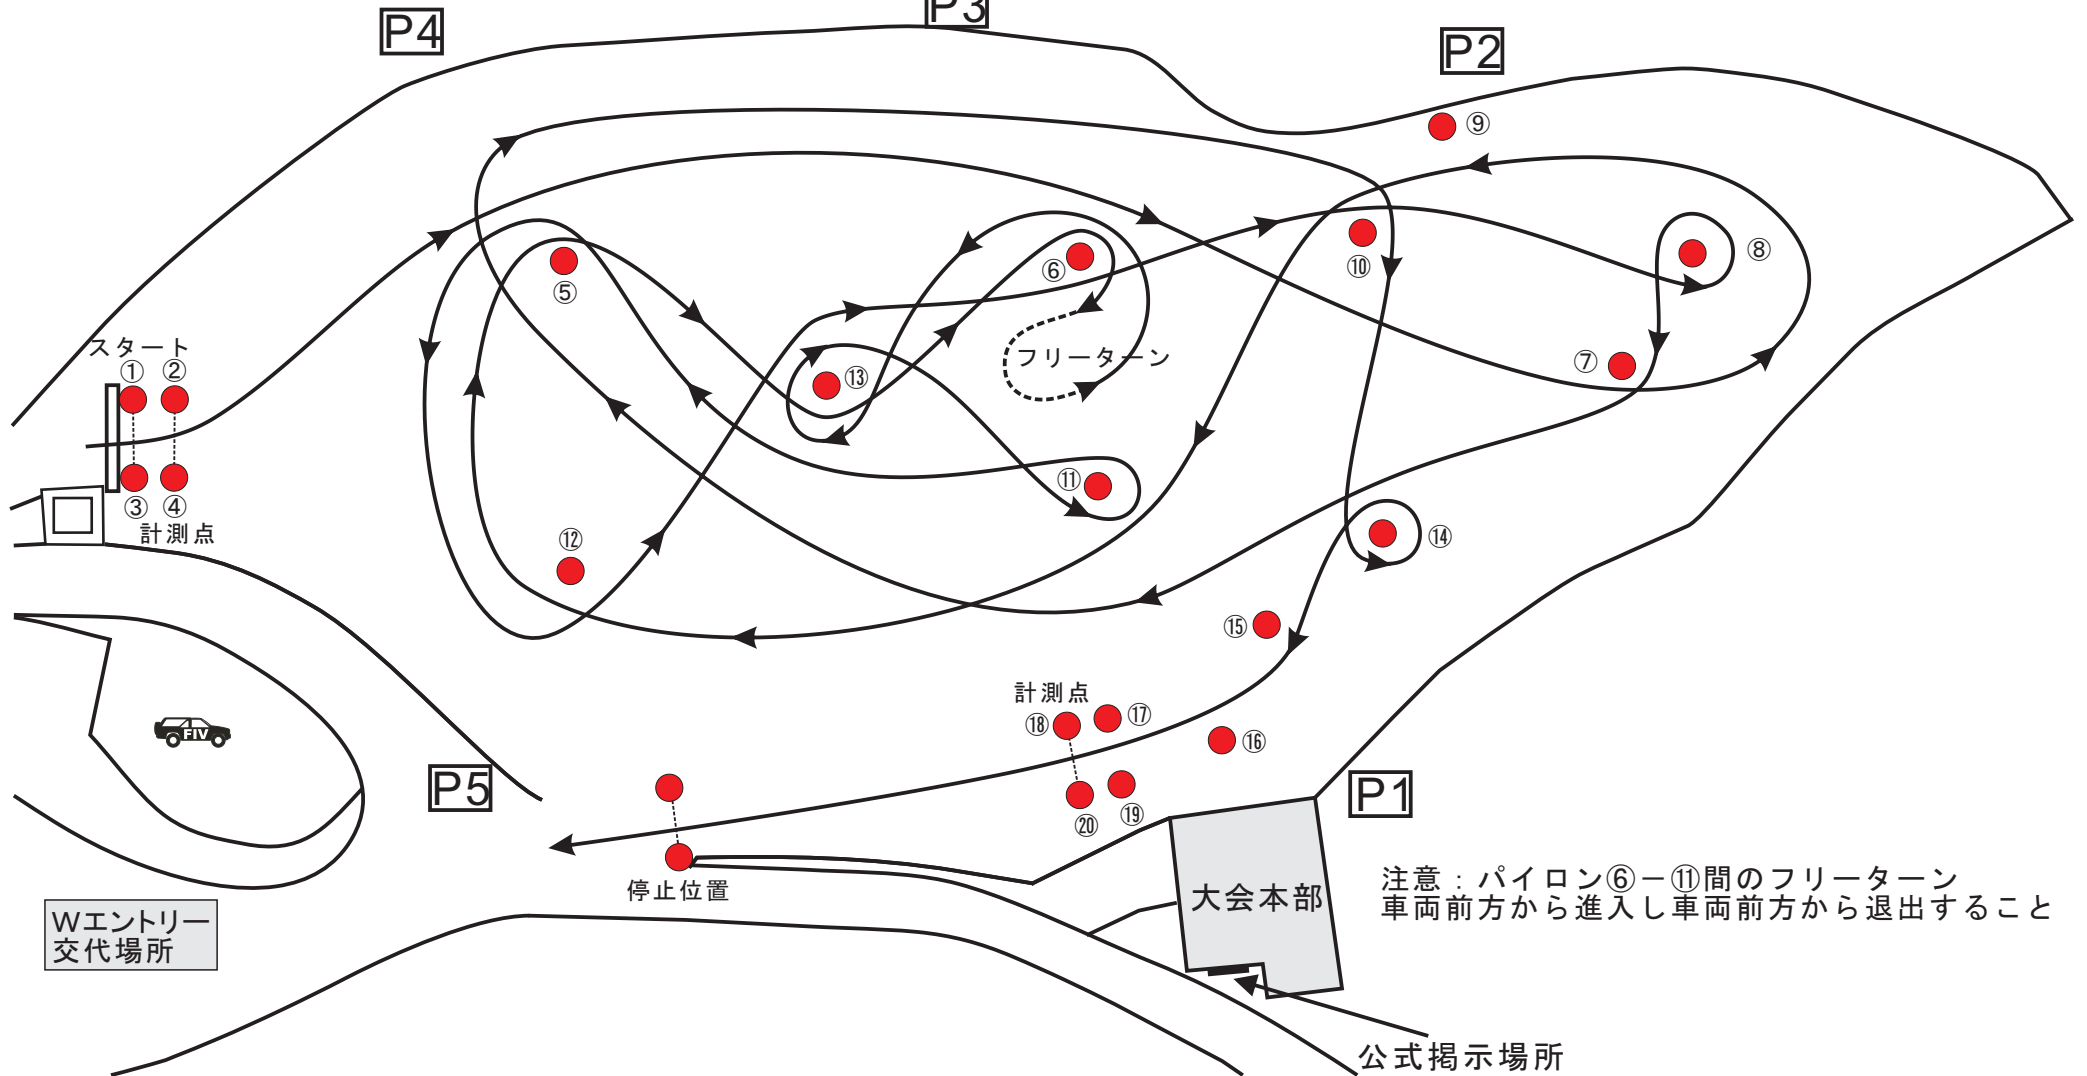 P4
P3
P2
⑨
⑧
⑩
⑥
⑤
フリーターン
⑦
スタート
① ②
⑬
③ ④
計測点
⑪
⑫
⑭
⑮
計測点
⑱ ⑰
⑯
⑳ ⑲
FIV
P5
P1
停止位置
大会本部
注意：パイロン⑥－⑪間のフリーターン
車両前方から進入し車両前方から退出すること
Wエントリー
交代場所
公式掲示場所